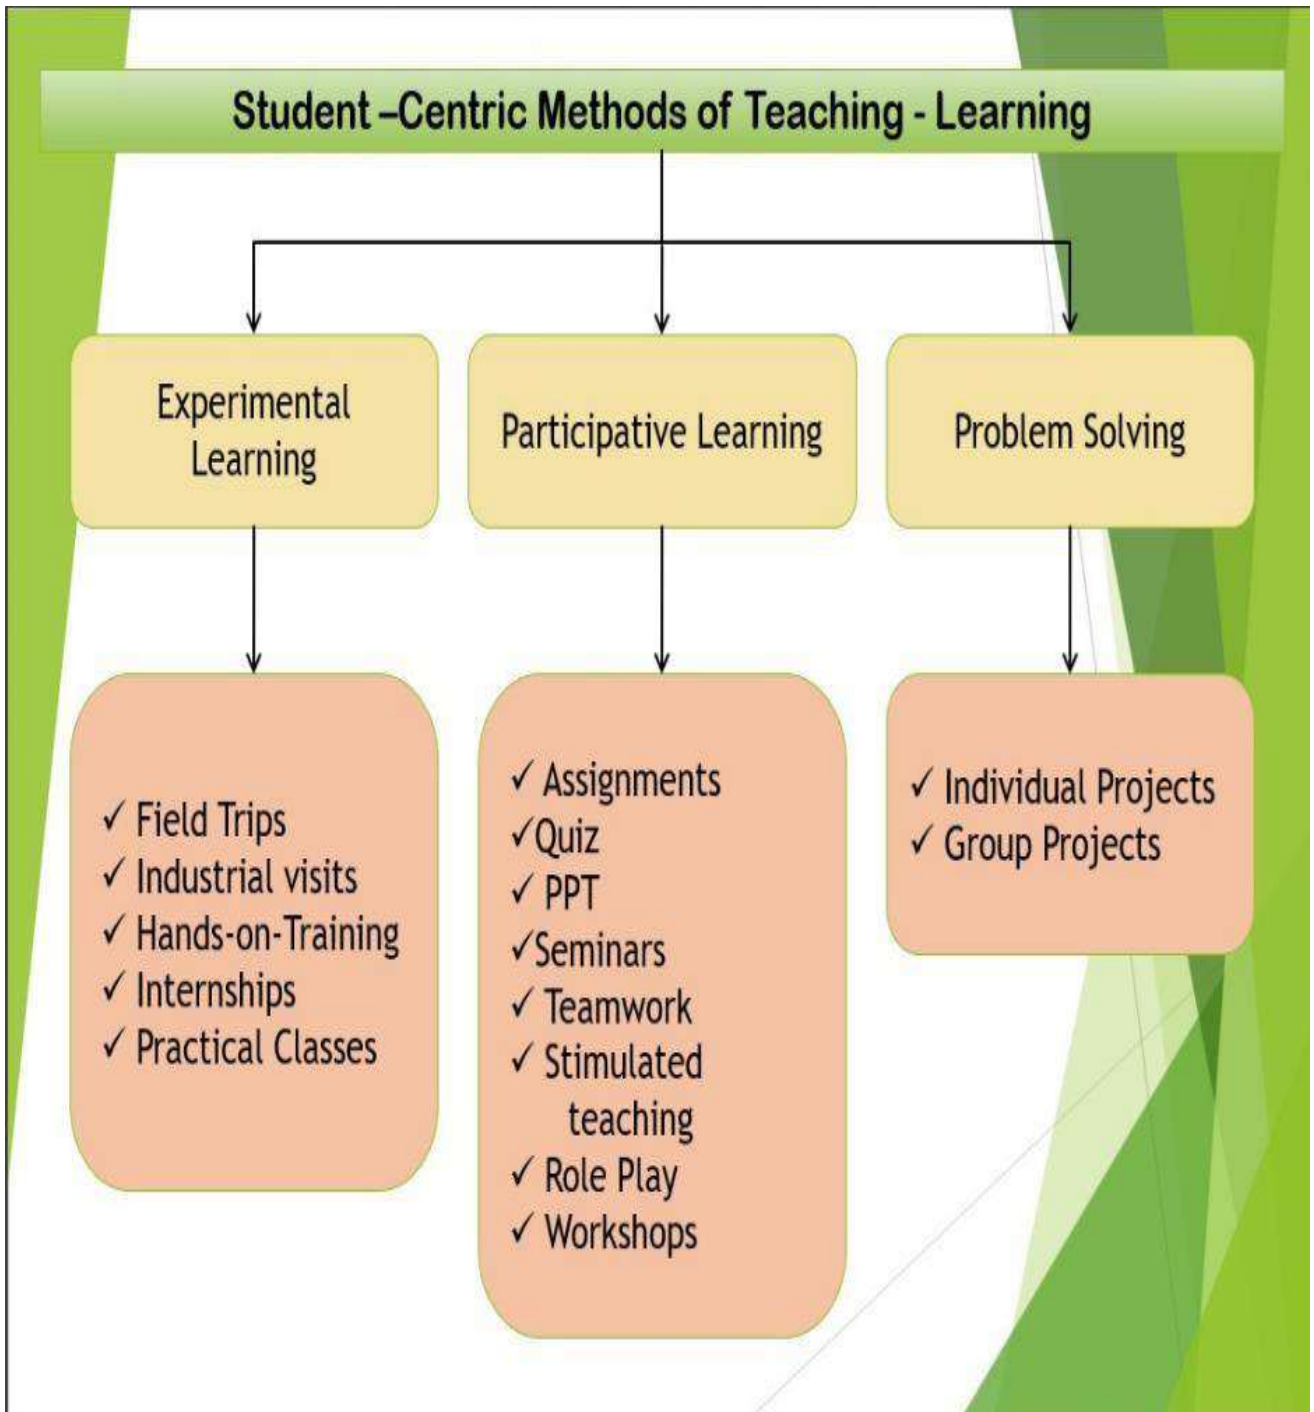 Student –Centric Methods of Teaching - Learning
Experimental
Learning
Participative Learning
Problem Solving
✓ Field Trips
✓ Industrial visits
✓ Hands-on-Training
✓ Internships
✓ Practical Classes
✓ Assignments
✓Quiz
✓ PPT
✓Seminars
✓ Teamwork
✓ Stimulated
teaching
✓ Role Play
✓ Workshops
✓ Individual Projects
✓ Group Projects